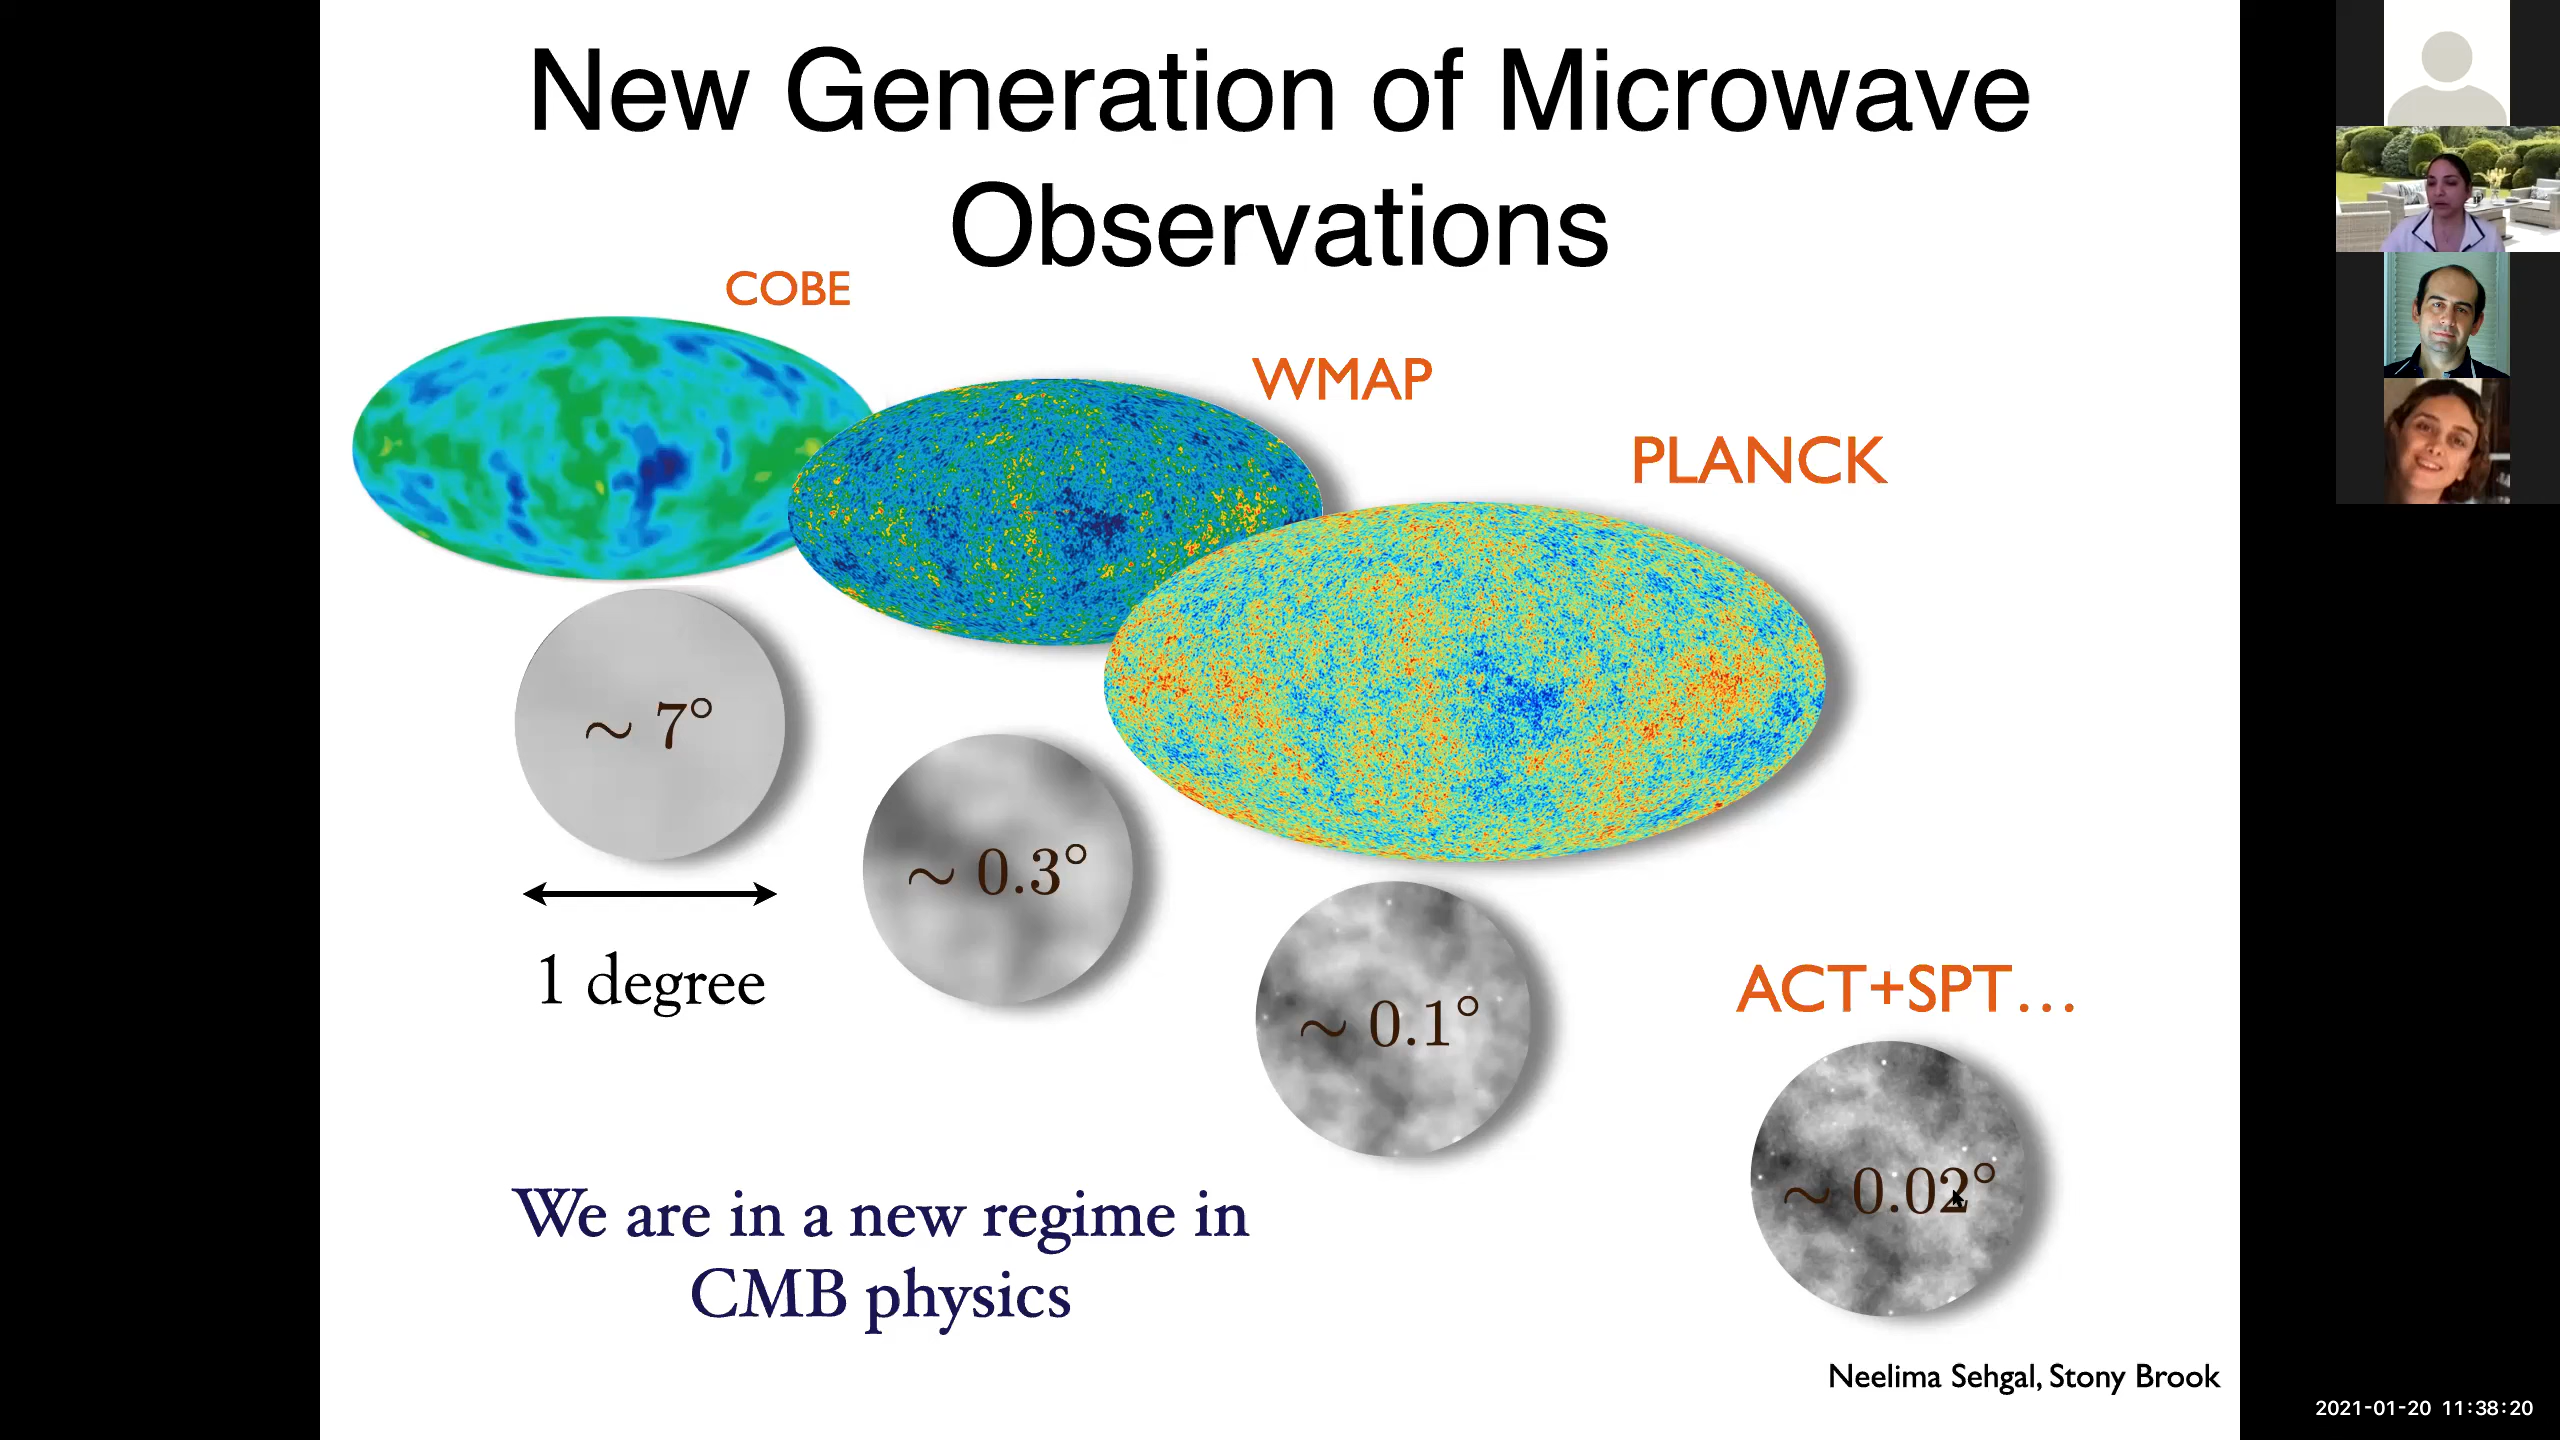 New Generation of Microwave
Observations
COBE
WMAP
PLANCK
∼ 7°
∼ 0.3°
1 degree
∼ 0.1°
ACT+SPT…
∼ 0.02°
We are in a new regime in
CMB physics
Neelima Sehgal, Stony Brook
2021-01-20 11:38:20